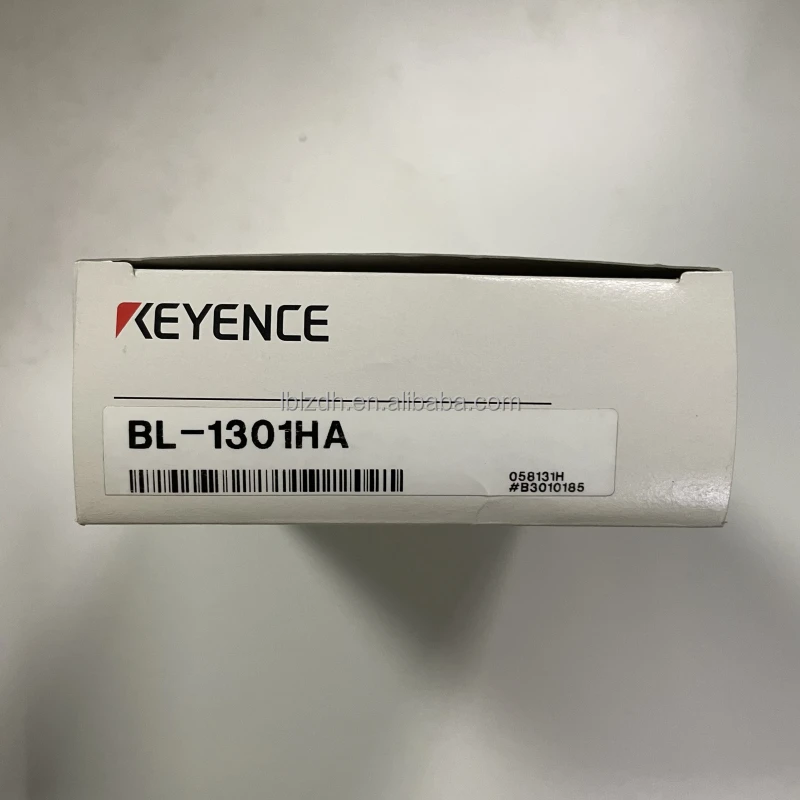 KEYENCE
lblzdh.en.alibaba.com
BL-1301HA
058131H
#B3010185